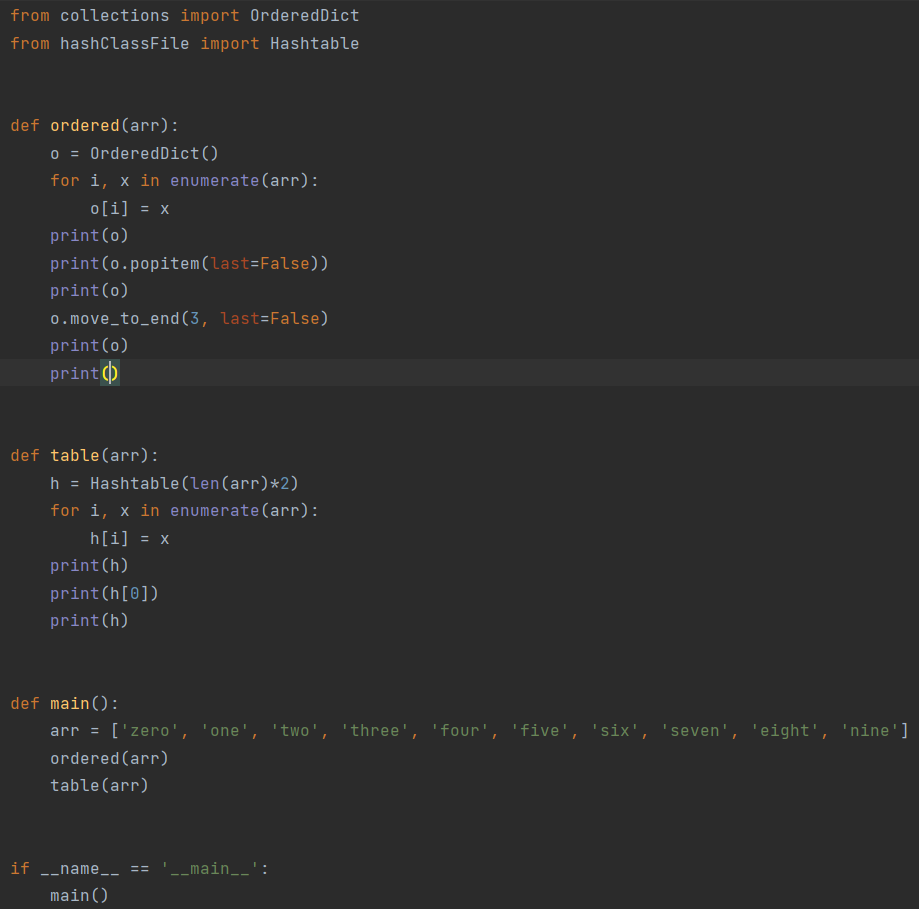 from collections import OrderedDict
from hashClassFile import Hashtable
def ordered(arr):
    o = OrderedDict()
    for i, x in enumerate(arr):
        o[i] = x
    print(o)
    print(o.popitem(last=False))
    print(o)
    o.move_to_end(3, last=False)
    print(o)
    print()
def table(arr):
    h = Hashtable(len(arr)*2)
    for i, x in enumerate(arr):
        h[i] = x
    print(h)
    print(h[0])
    print(h)
def main():
    arr = ['zero', 'one', 'two', 'three', 'four', 'five', 'six', 'seven', 'eight', 'nine']
    ordered(arr)
    table(arr)
if __name__ == '__main__':
    main()